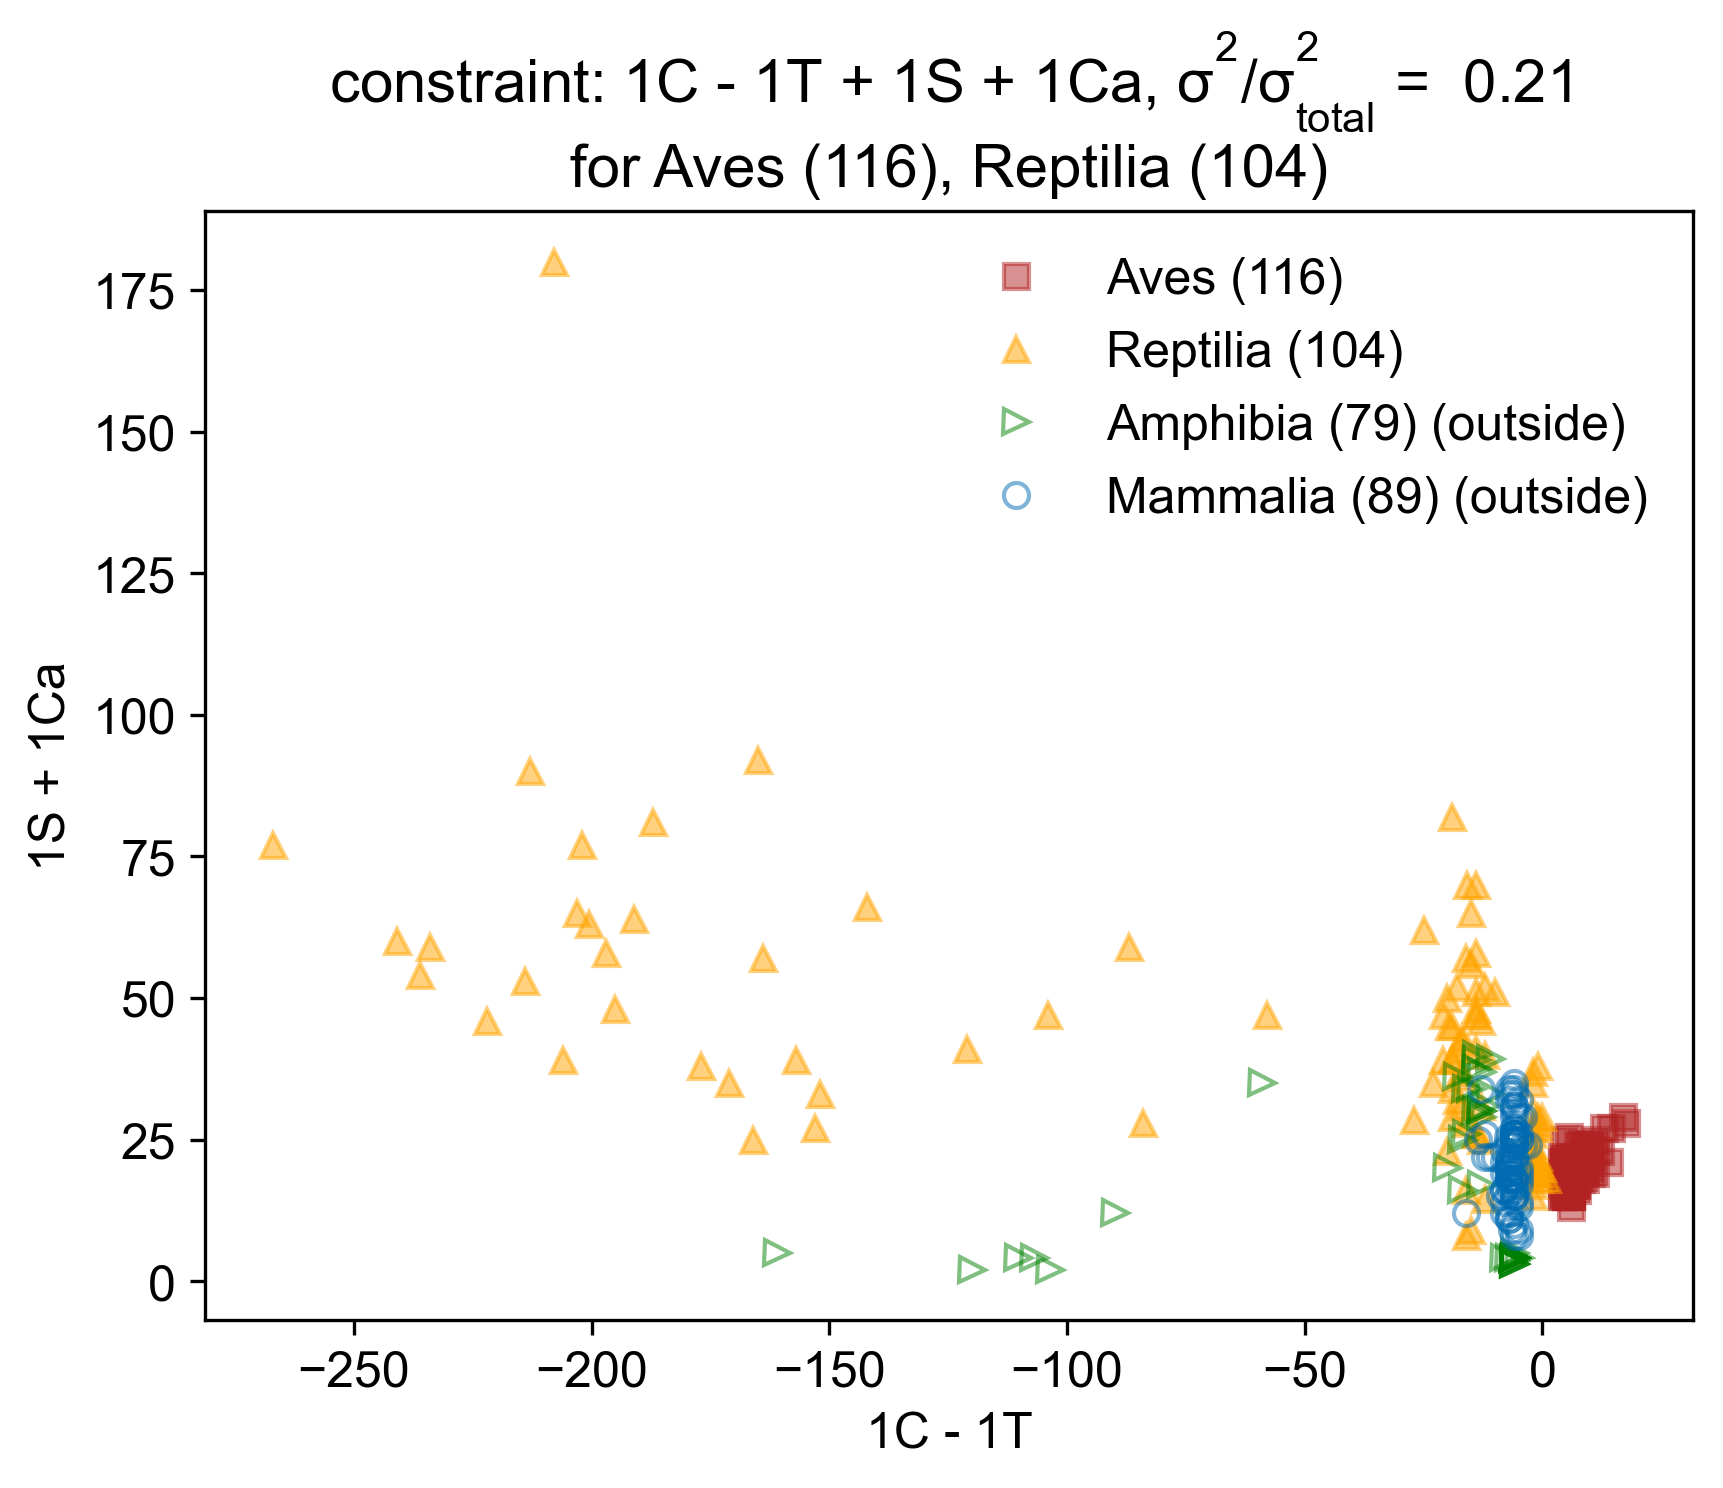 constraint: 1C - 1T + 1S + 1Ca, σ²/σ²total = 0.21
for Aves (116), Reptilia (104)
Aves (116)
Reptilia (104)
Amphibia (79) (outside)
Mammalia (89) (outside)
175
150
125
100
75
50
25
0
1S + 1Ca
−250 −200 −150 −100 −50 0
1C - 1T